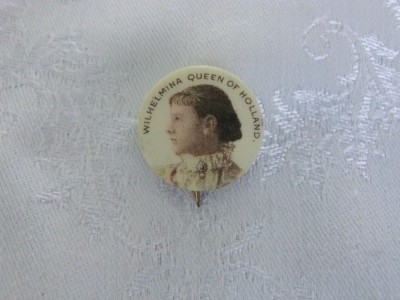 WILHELMINA QUEEN OF HOLLAND.